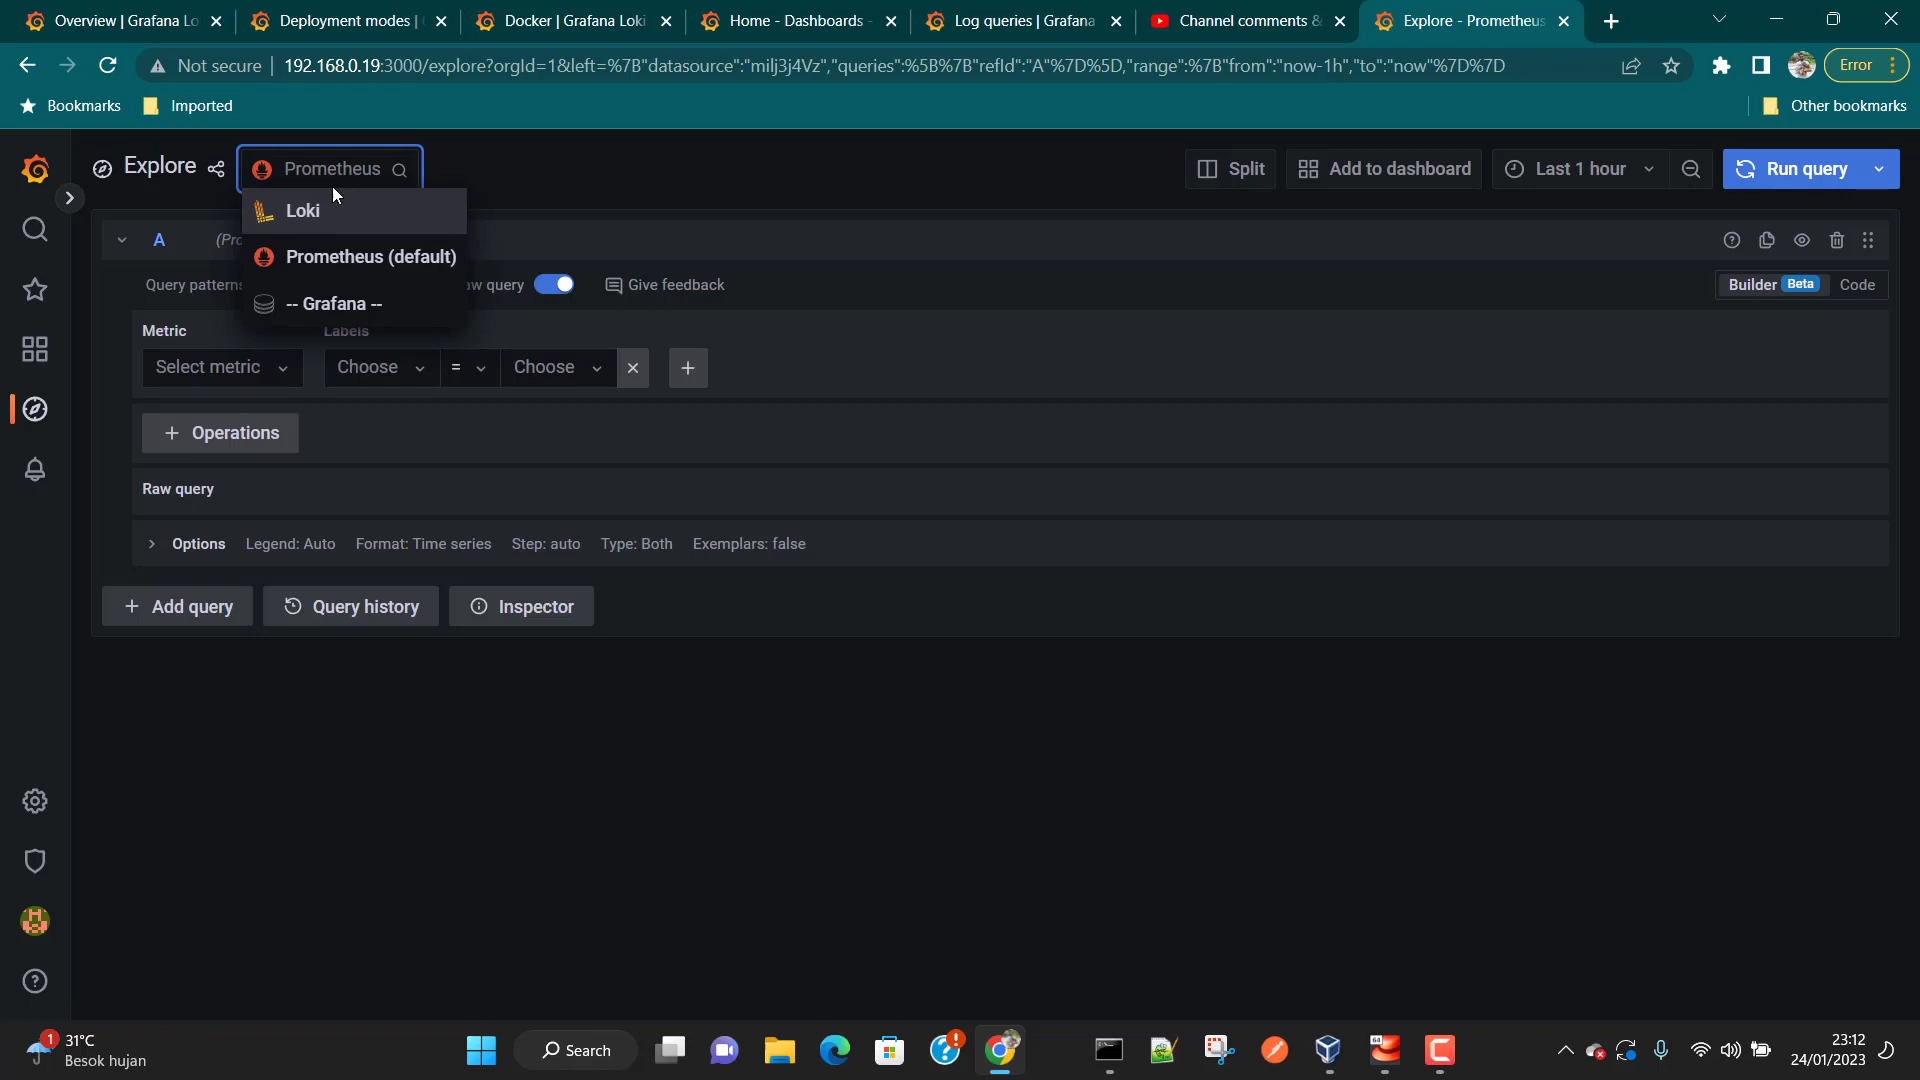 Overview | Grafana Lo
Deployment modes |
Docker | Grafana Loki
Home - Dashboards -
Log queries | Grafana
Channel comments &
Explore - Prometheus
Not secure
192.168.0.19:3000/explore?orgId=1&left=%7B"datasource":"milj3j4Vz","queries":%5B%7B"refId":"A"%7D%5D,"range":%7B"from":"now-1h","to":"now"%7D%7D
Error
Bookmarks
Imported
Other bookmarks
Explore
Prometheus
Split
Add to dashboard
Last 1 hour
Run query
Loki
A
(Pro
Prometheus (default)
Query patterns
aw query
Give feedback
Builder Beta
Code
-- Grafana --
Metric
Labels
Select metric
Choose
=
Choose
Operations
Raw query
Options Legend: Auto Format: Time series Step: auto Type: Both Exemplars: false
Add query
Query history
Inspector
1
31°C
Besok hujan
Search
64
23:12
24/01/2023